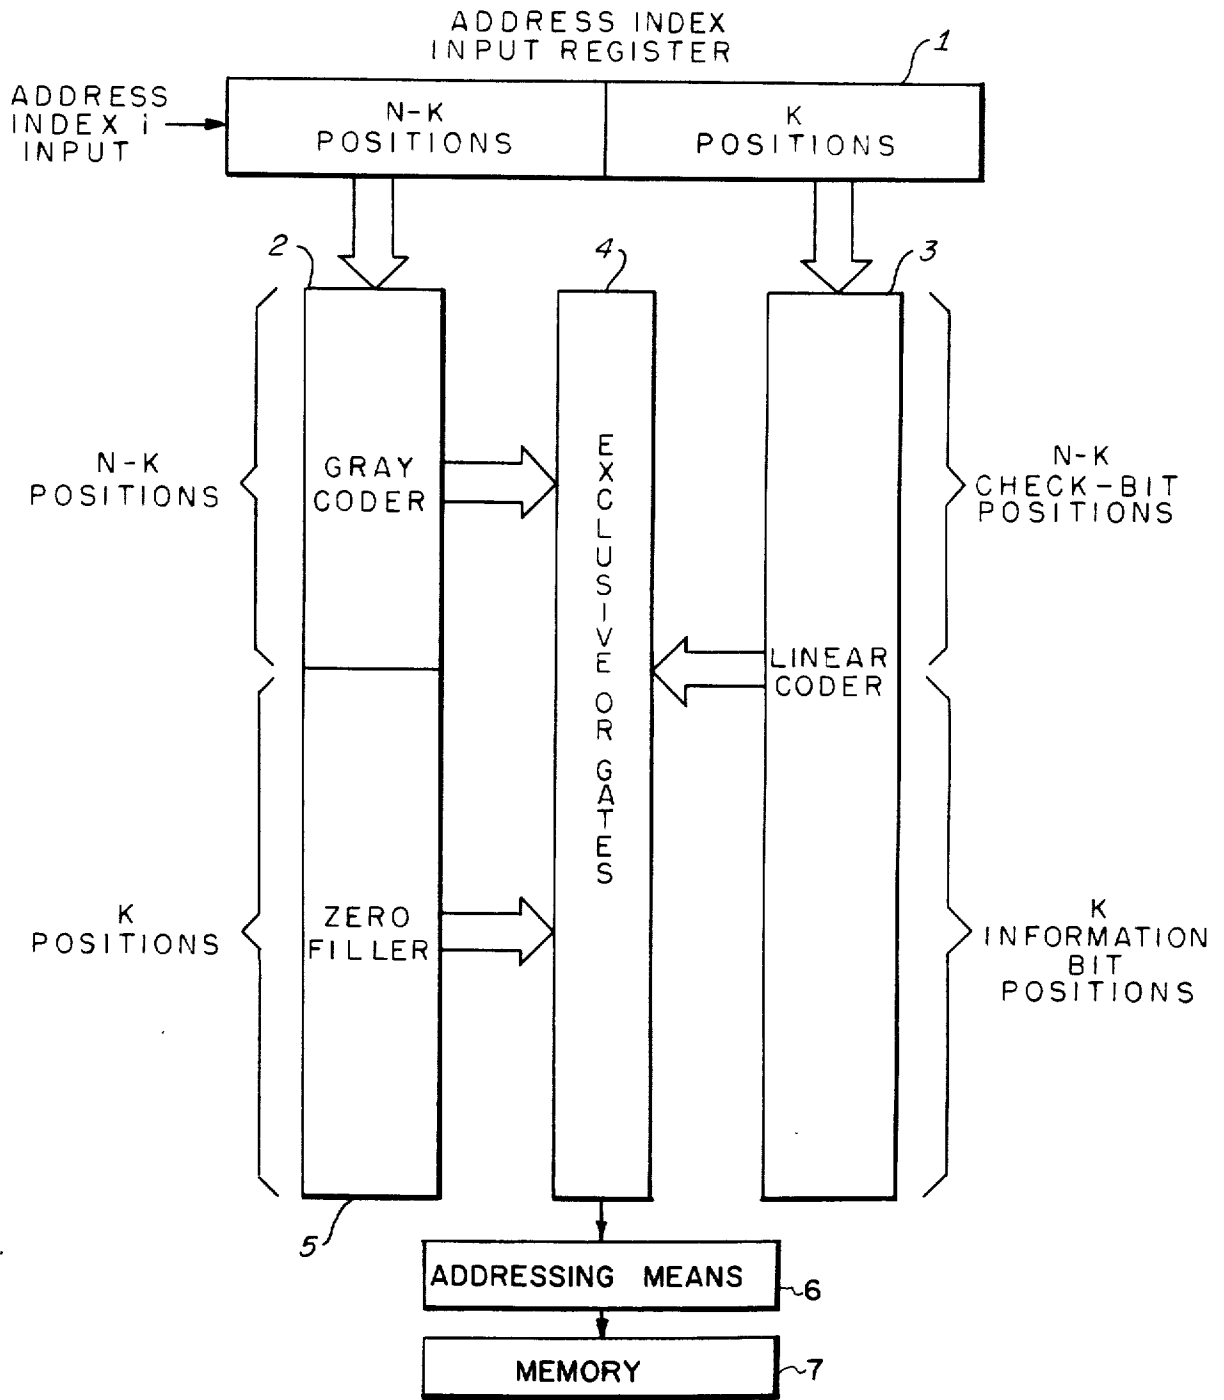 ADDRESS INDEX
INPUT REGISTER
1
ADDRESS
INDEX i
INPUT
N-K
POSITIONS
K
POSITIONS
2
4
3
N-K
POSITIONS
GRAY
CODER
EXCLUSIVE OR GATES
LINEAR
CODER
N-K
CHECK-BIT
POSITIONS
K
POSITIONS
ZERO
FILLER
K
INFORMATION
BIT
POSITIONS
5
ADDRESSING MEANS
6
MEMORY
7